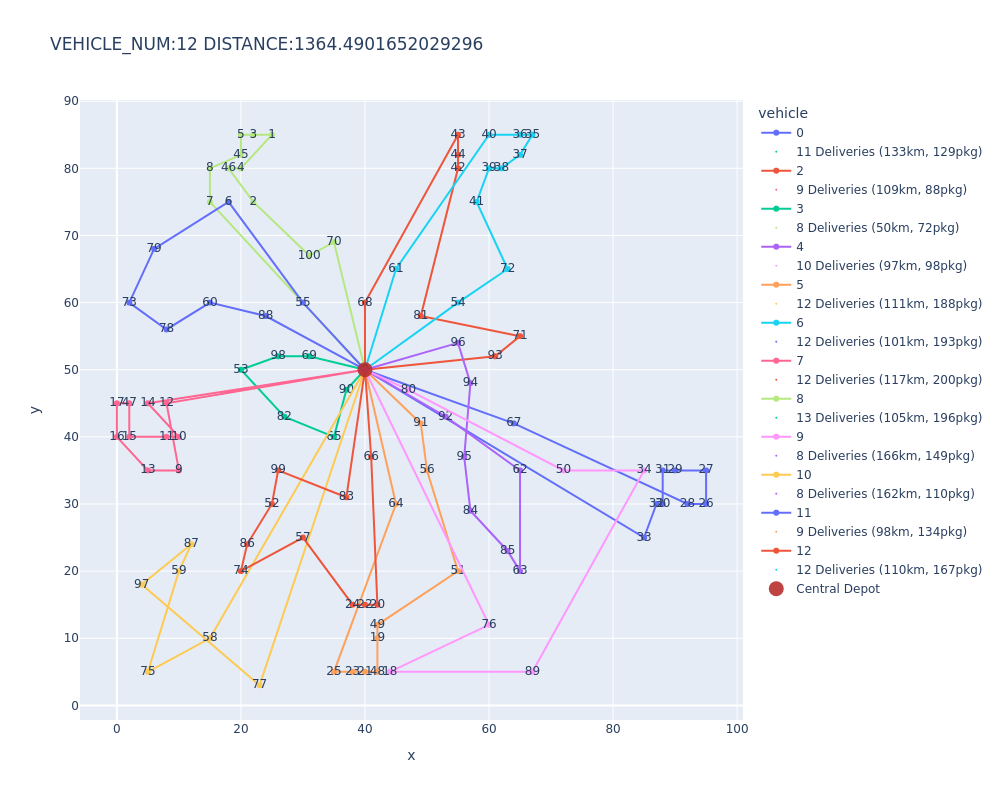 VEHICLE_NUM:12 DISTANCE:1364.4901652029296
90
5 3 1 43 40 36 35
45 44 37
80 8 46 4 42 39 38
7 6 2 41
70
70
79
100
61 72
60 73 60 55 68 54
88 81
78
71
96
98 69 93
50 53
94
90 80
17 47 14 12
82 92
91 67
40 16 15 11 10 65
66 95
13 9 99 56 62 50 34 31 29 27
83
30 52 64 28 26
84
57 33
87 86
85
20 59 74 51 63
97
24 22 20
49 76
10 58 19
75 25 23 21 48 18 89
77
0
0 20 40 60 80 100
x
y
vehicle
0
11 Deliveries (133km, 129pkg)
2
9 Deliveries (109km, 88pkg)
3
8 Deliveries (50km, 72pkg)
4
10 Deliveries (97km, 98pkg)
5
12 Deliveries (111km, 188pkg)
6
12 Deliveries (101km, 193pkg)
7
12 Deliveries (117km, 200pkg)
8
13 Deliveries (105km, 196pkg)
9
8 Deliveries (166km, 149pkg)
10
8 Deliveries (162km, 110pkg)
11
9 Deliveries (98km, 134pkg)
12
12 Deliveries (110km, 167pkg)
Central Depot